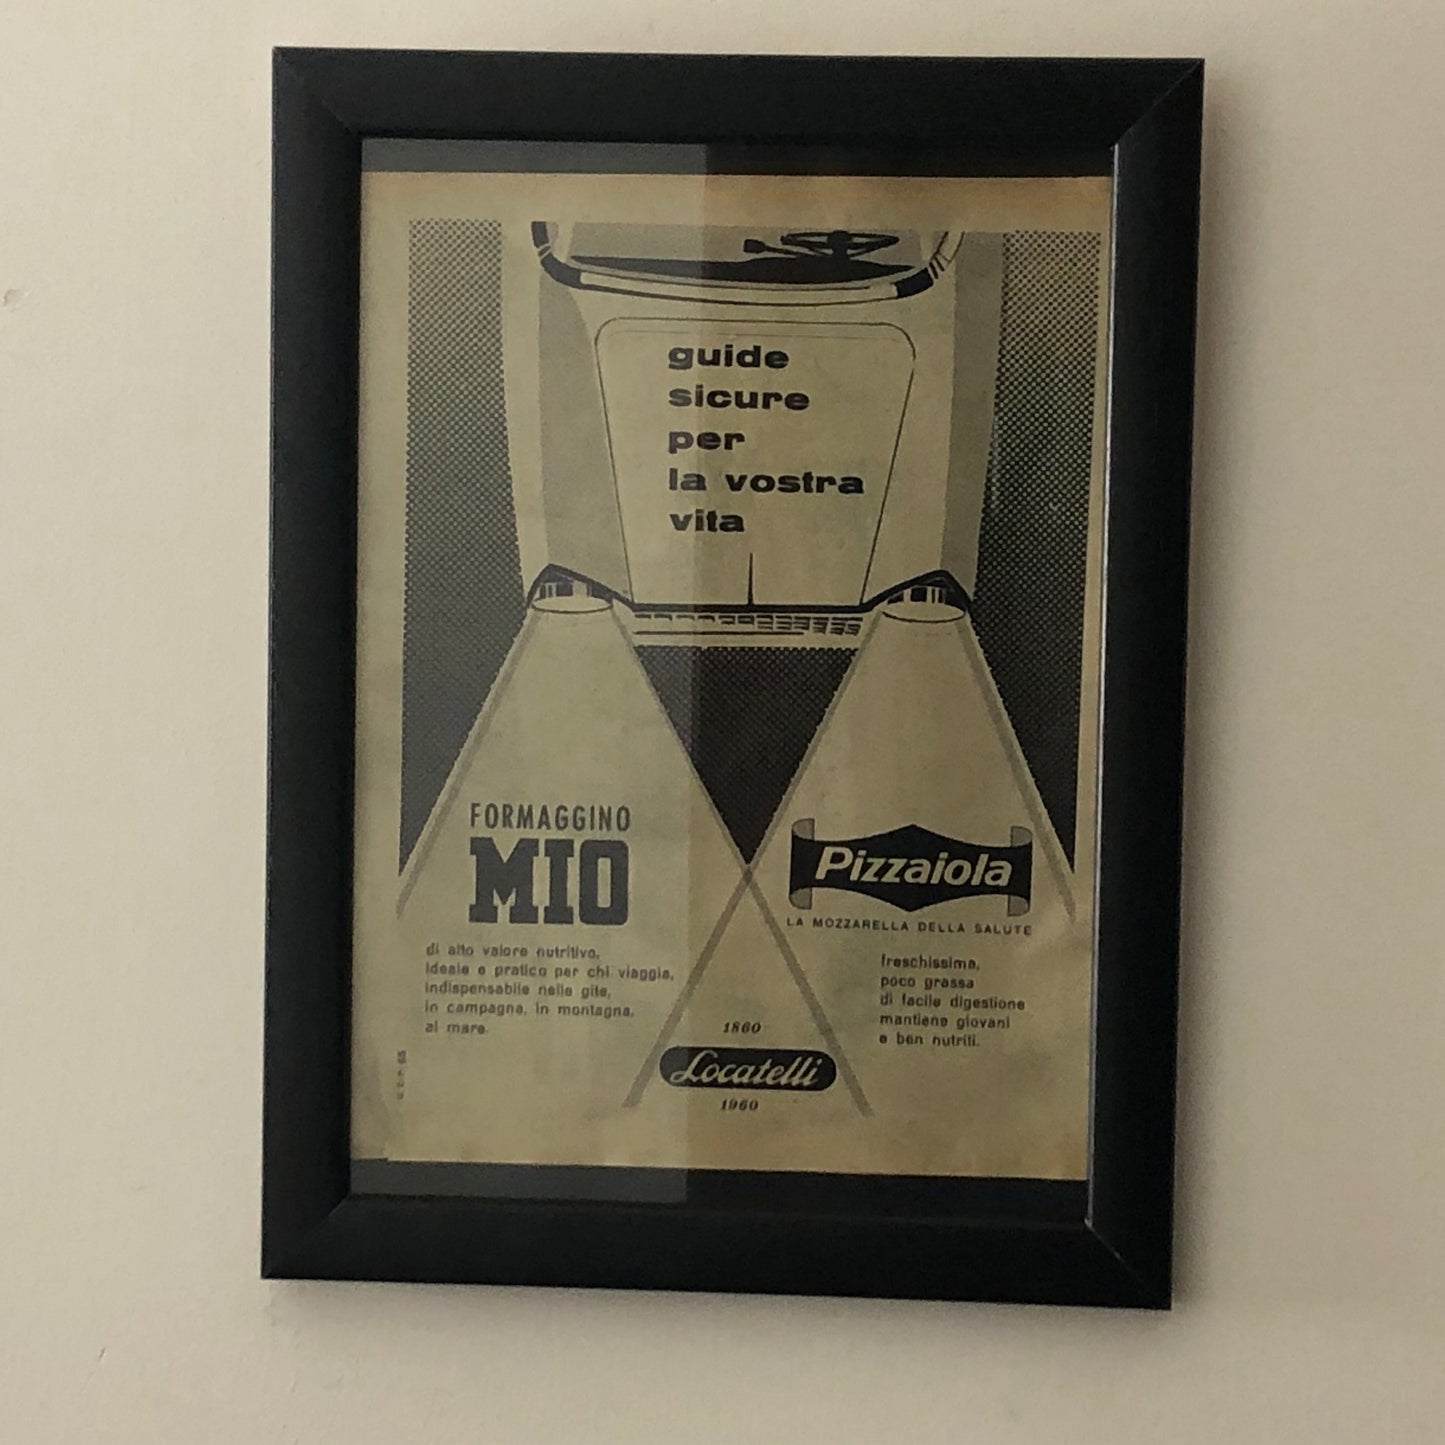 guide
sicure
per
la vostra
vita
FORMAGGINO
MIO
di alto valore nutritivo,
ideale e pratico per chi viaggia,
indispensabile nelle gite,
in campagna, in montagna,
al mare.
Pizzaiola
LA MOZZARELLA DELLA SALUTE
freschissima,
poco grassa
di facile digestione
mantiene giovani
e ben nutriti.
1860
Locatelli
1960